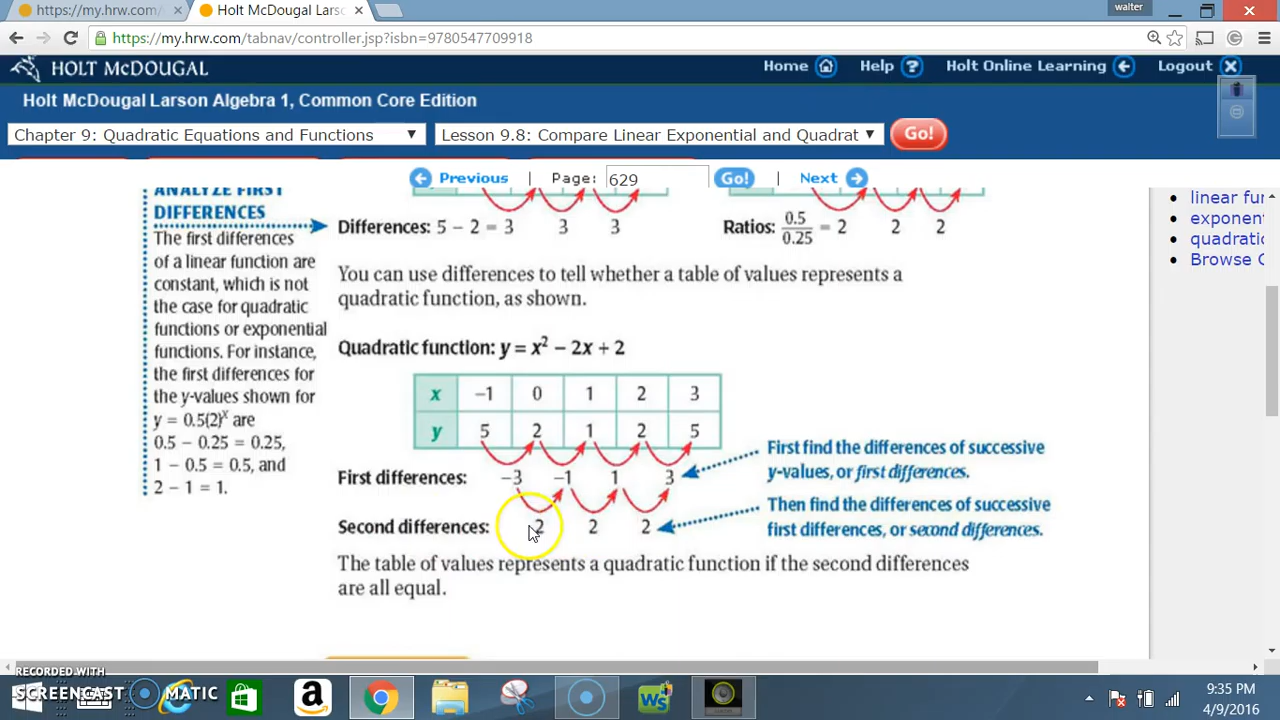 https://my.hrw.com/tabnav/ ×
Holt McDougal Lars ×
walter
https://my.hrw.com/tabnav/controller.jsp?isbn=9780547709918
HOLT MCDOUGAL
Home
Help ?
Holt Online Learning
Logout X
Holt McDougal Larson Algebra 1, Common Core Edition
Chapter 9: Quadratic Equations and Functions
Lesson 9.8: Compare Linear Exponential and Quadrat
Go!
Previous | Page: 629 Go! | Next
ANALYZE FIRST
DIFFERENCES
The first differences
of a linear function are
constant, which is not
the case for quadratic
functions or exponential
functions. For instance,
the first differences for
the y-values shown for
y = 0.5(2)ˣ are
0.5 − 0.25 = 0.25,
1 − 0.5 = 0.5, and
2 − 1 = 1.
Differences: 5 − 2 = 3 3 3
Ratios: 0.5/0.25 = 2 2 2
You can use differences to tell whether a table of values represents a
quadratic function, as shown.
Quadratic function: y = x² − 2x + 2
x −1 0 1 2 3
y 5 2 1 2 5
First differences: −3 −1 1 3
First find the differences of successive
y-values, or first differences.
Second differences: 2 2 2
Then find the differences of successive
first differences, or second differences.
The table of values represents a quadratic function if the second differences
are all equal.
linear fu
exponen
quadrati
Browse C
RECORDED WITH
SCREENCAST MATIC
9:35 PM
4/9/2016